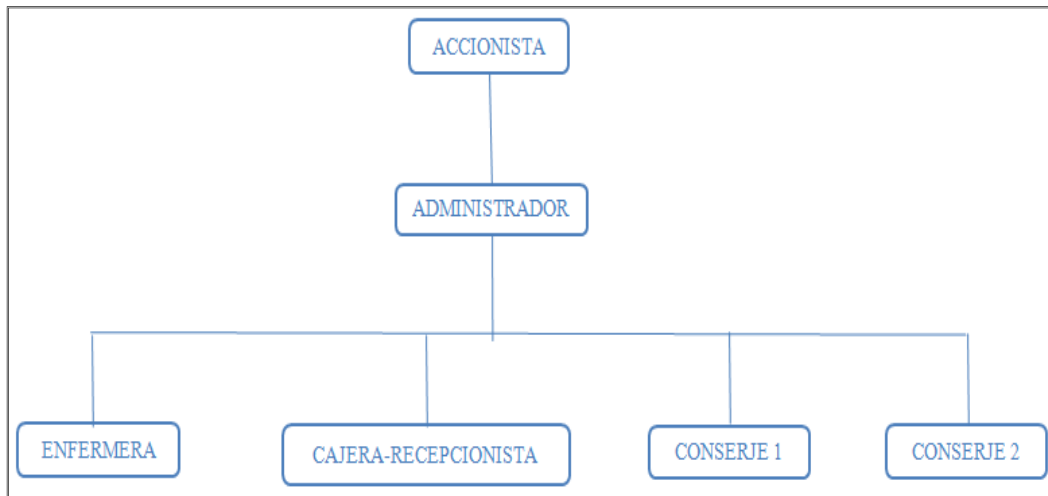 ACCIONISTA
ADMINISTRADOR
ENFERMERA
CAJERA-RECEPCIONISTA
CONSERJE 1
CONSERJE 2